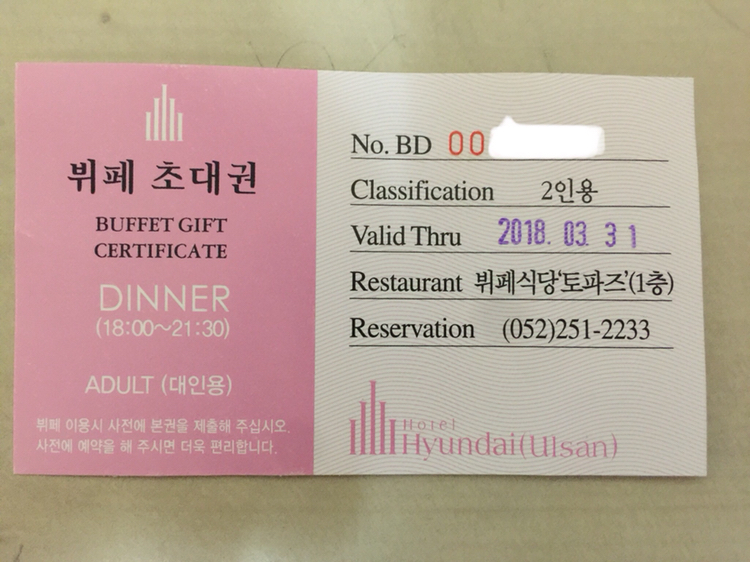 뷔페 초대권
BUFFET GIFT
CERTIFICATE
DINNER
(18:00~21:30)
ADULT (대인용)
뷔페 이용시 사전에 본권을 제출해 주십시오.
사전에 예약을 해 주시면 더욱 편리합니다.
No. BD 00
Classification 2인용
Valid Thru 2018. 03. 31
Restaurant 뷔페식당'토파즈'(1층)
Reservation (052)251-2233
Hotel
Hyundai(Ulsan)